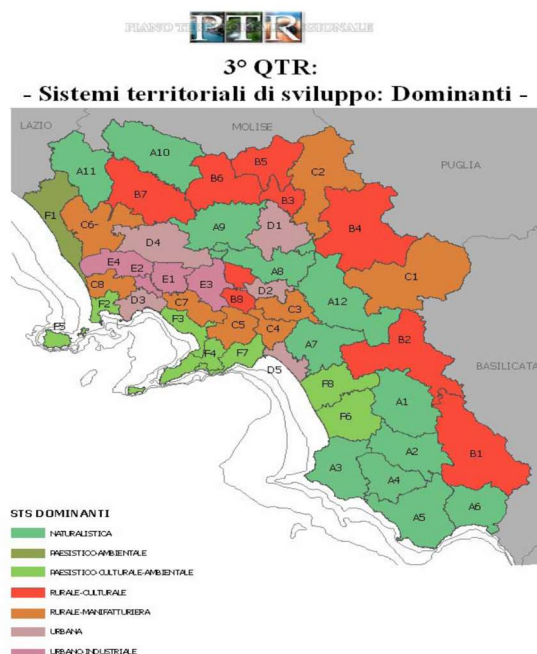 PIANO TERRITORIALE REGIONALE
PTR
3° QTR:
- Sistemi territoriali di sviluppo: Dominanti -
LAZIO
MOLISE
PUGLIA
BASILICATA
A10
B5
C2
A11
B6
B7
B3
F1
C6-
A9
D1
B4
D4
E4
E2
A8
C1
C8
E1
E3
D2
A12
F2
D3
C7
B8
C3
F5
F3
C5
C4
B2
F4
F7
A7
D5
F8
A1
F6
A2
B1
A3
A4
A5
A6
STS DOMINANTI
NATURALISTICA
PAESISTICO-AMBIENTALE
PAESISTICO-CULTURALE-AMBIENTALE
RURALE-CULTURALE
RURALE-MANIFATTURIERA
URBANA
URBANO-INDUSTRIALE